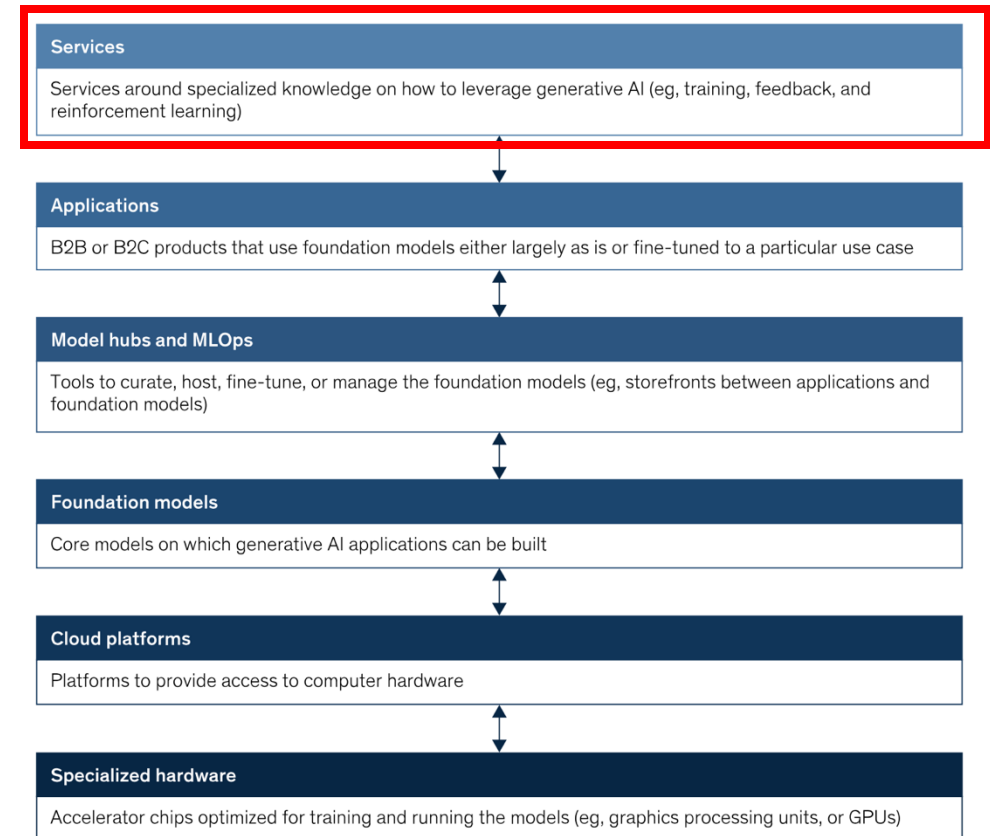 Services
Services around specialized knowledge on how to leverage generative AI (eg, training, feedback, and
reinforcement learning)
Applications
B2B or B2C products that use foundation models either largely as is or fine-tuned to a particular use case
Model hubs and MLOps
Tools to curate, host, fine-tune, or manage the foundation models (eg, storefronts between applications and
foundation models)
Foundation models
Core models on which generative AI applications can be built
Cloud platforms
Platforms to provide access to computer hardware
Specialized hardware
Accelerator chips optimized for training and running the models (eg, graphics processing units, or GPUs)